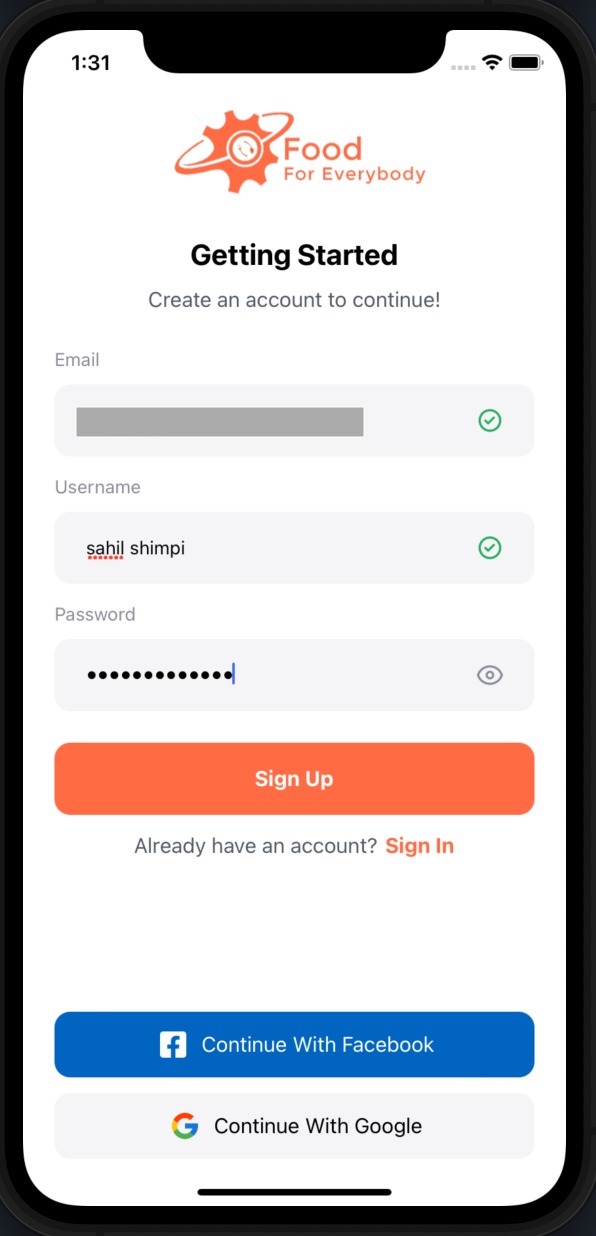 1:31
Food
For Everybody
Getting Started
Create an account to continue!
Email
Username
sahil shimpi
Password
•••••••••••••
Sign Up
Already have an account? Sign In
Continue With Facebook
Continue With Google